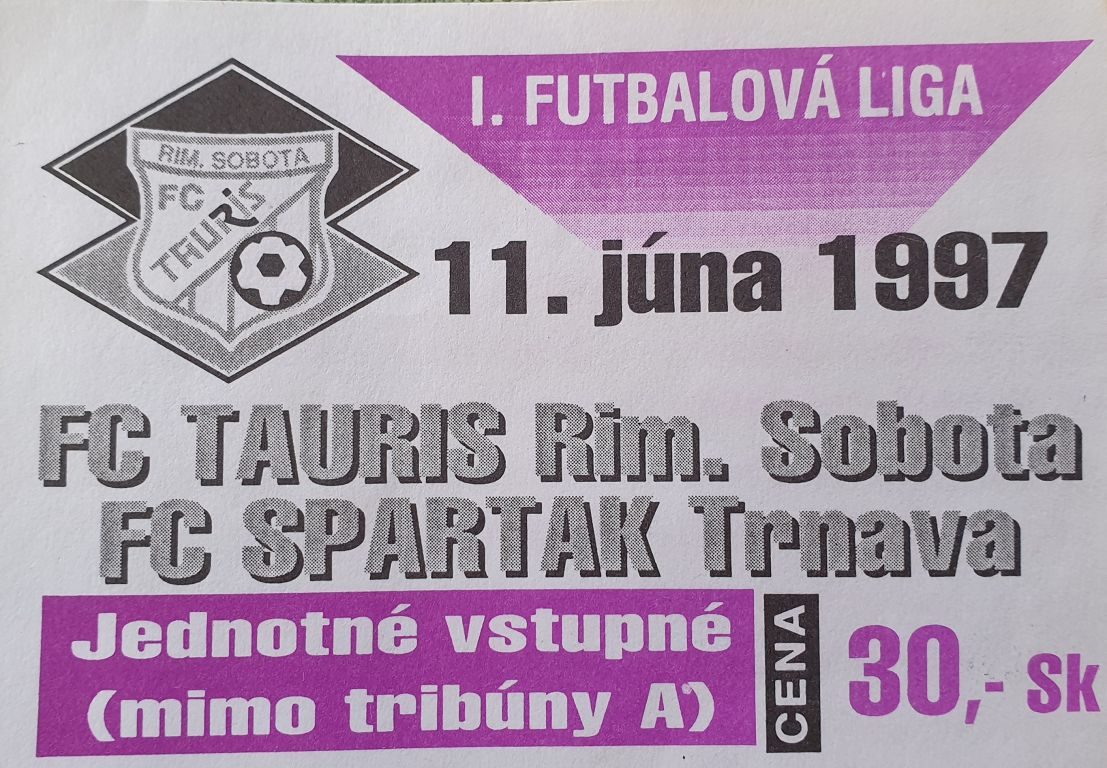 I. FUTBALOVÁ LIGA
RIM. SOBOTA
FC
TAURIS
11. júna 1997
FC TAURIS Rim. Sobota
FC SPARTAK Trnava
Jednotné vstupné
(mimo tribúny A)
CENA
30,- Sk